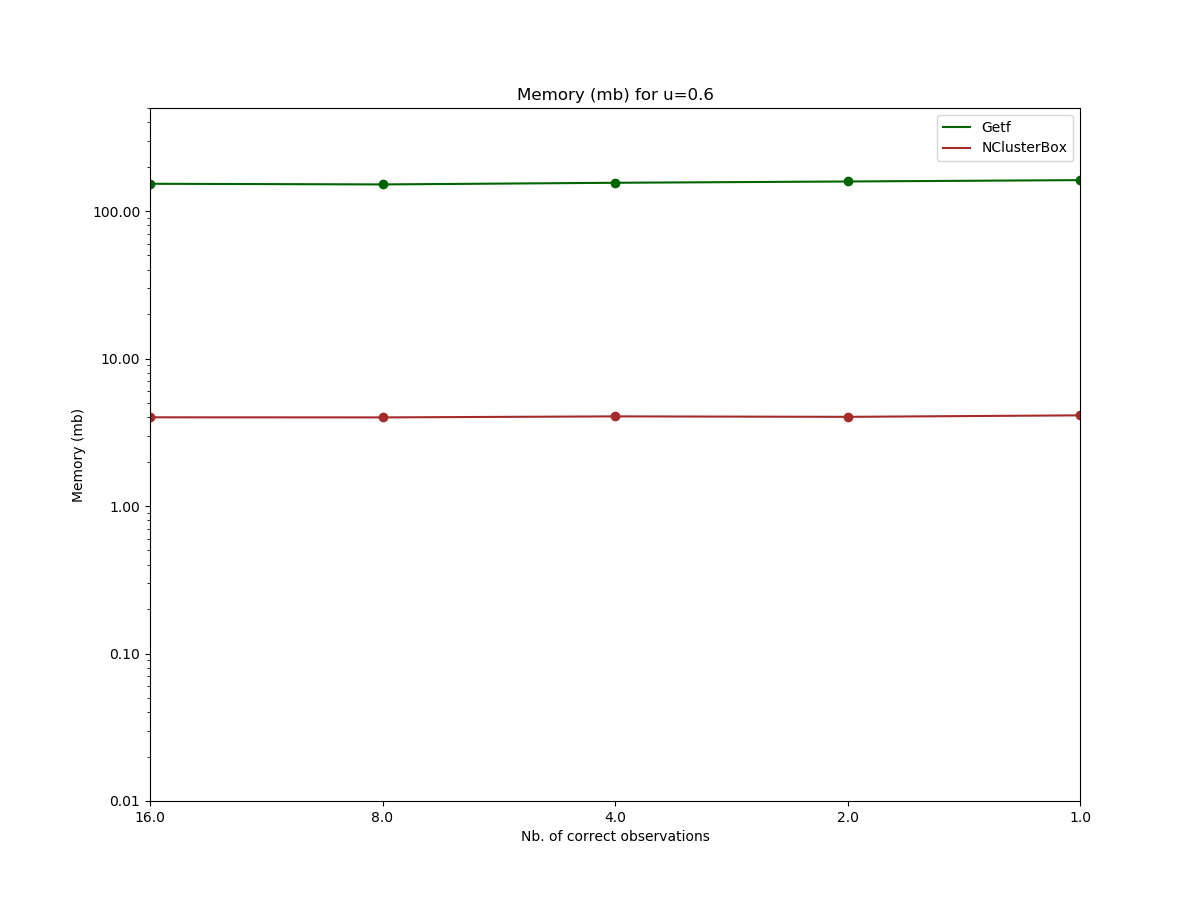 Memory (mb) for u=0.6
Getf
NClusterBox
100.00
10.00
1.00
0.10
0.01
Memory (mb)
16.0 8.0 4.0 2.0 1.0
Nb. of correct observations